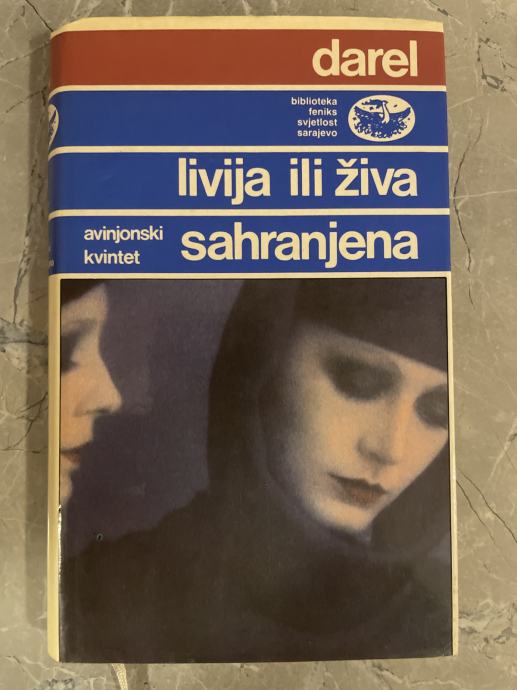 darel
biblioteka
feniks
svjetlost
sarajevo
livija ili živa
avinjonski
kvintet
sahranjena